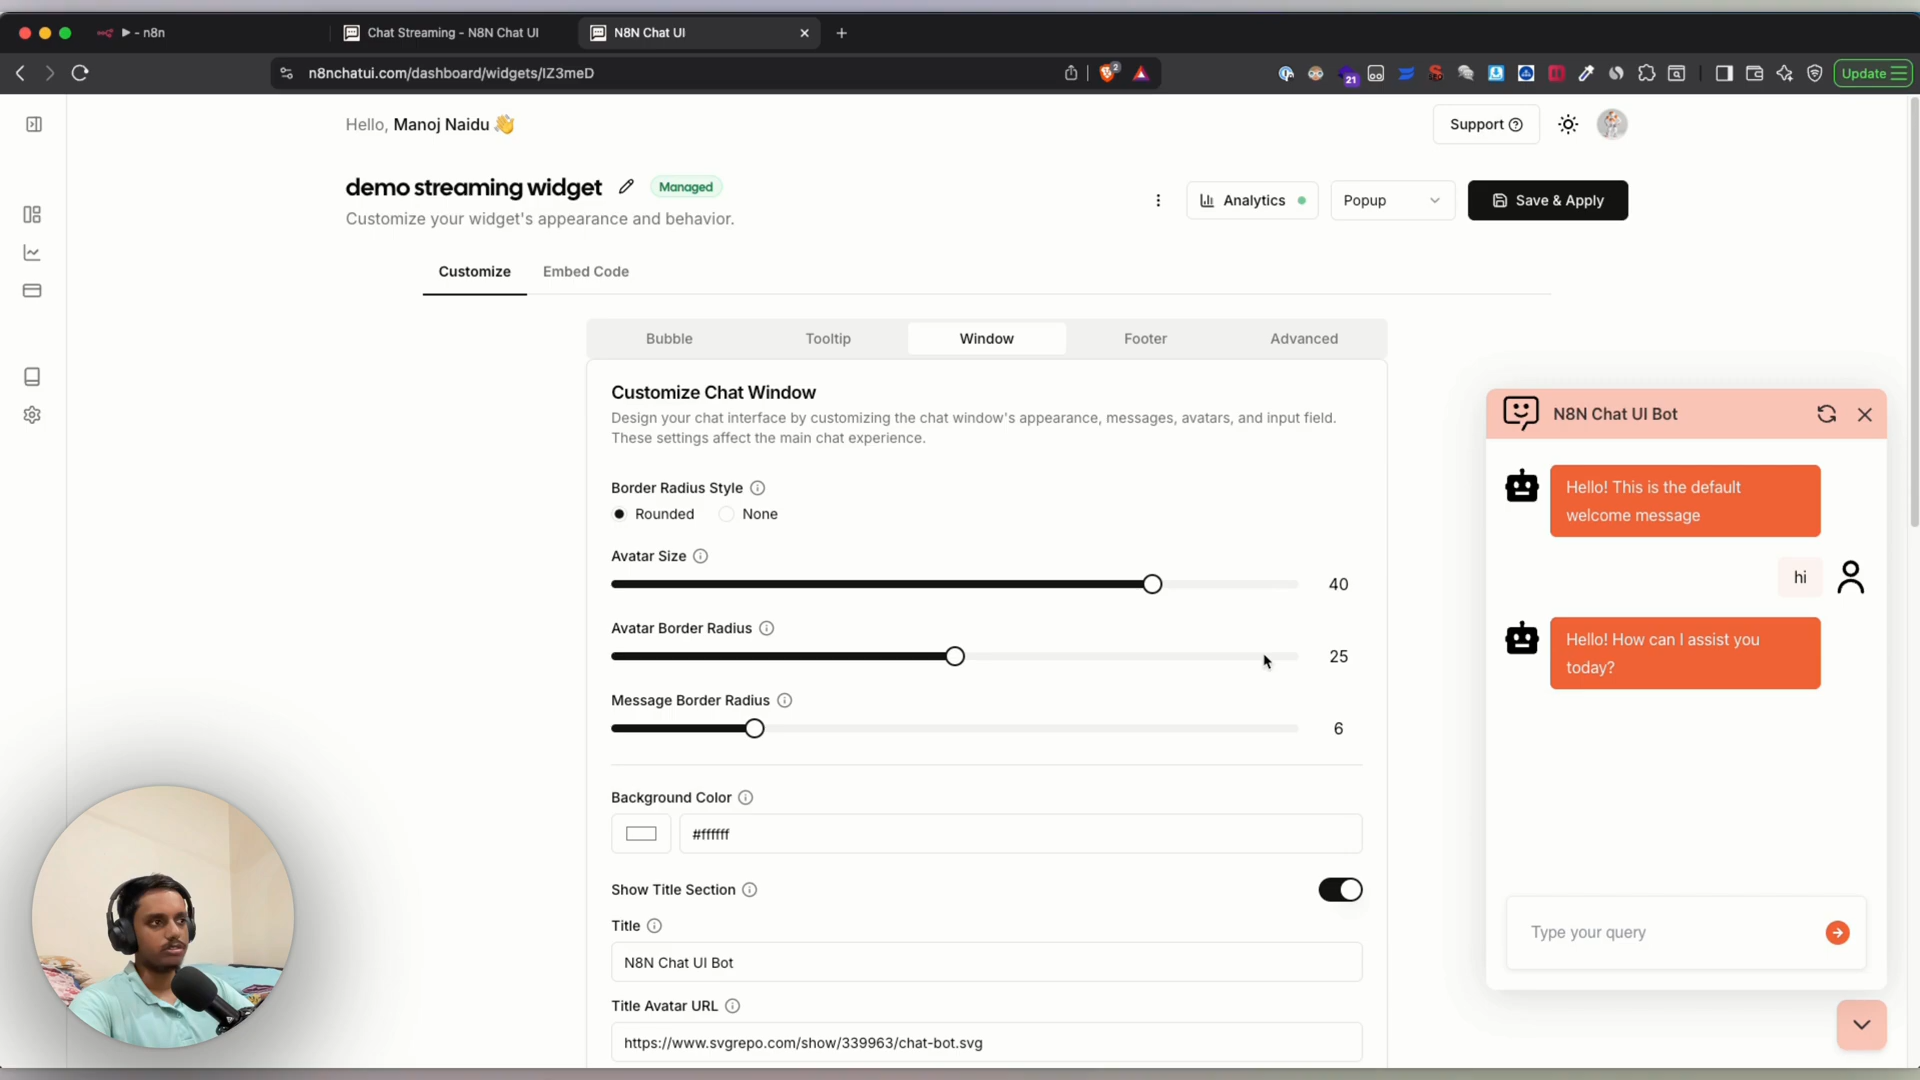 - n8n
Chat Streaming - N8N Chat UI
N8N Chat UI
n8nchatui.com/dashboard/widgets/IZ3meD
2
21
Update
Hello, Manoj Naidu 👋
Support
demo streaming widget
Managed
Customize your widget's appearance and behavior.
Analytics
Popup
Save & Apply
Customize
Embed Code
Bubble
Tooltip
Window
Footer
Advanced
Customize Chat Window
Design your chat interface by customizing the chat window's appearance, messages, avatars, and input field.
These settings affect the main chat experience.
Border Radius Style
Rounded
None
Avatar Size
40
Avatar Border Radius
25
Message Border Radius
6
Background Color
#ffffff
Show Title Section
Title
N8N Chat UI Bot
Title Avatar URL
https://www.svgrepo.com/show/339963/chat-bot.svg
N8N Chat UI Bot
Hello! This is the default
welcome message
hi
Hello! How can I assist you
today?
Type your query